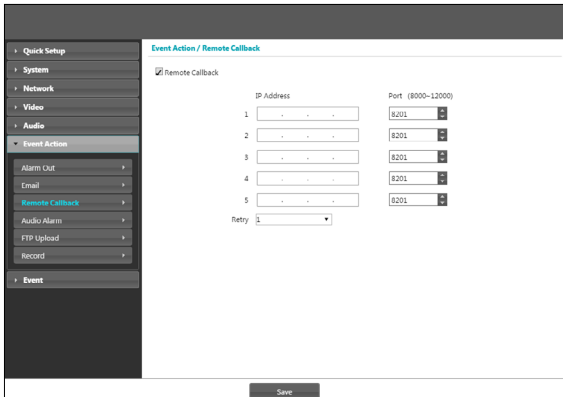 Quick Setup
System
Network
Video
Audio
Event Action
Alarm Out
Email
Remote Callback
Audio Alarm
FTP Upload
Record
Event
Event Action / Remote Callback
Remote Callback
IP Address Port (8000~12000)
1 . . . 8201
2 . . . 8201
3 . . . 8201
4 . . . 8201
5 . . . 8201
Retry 1
Save